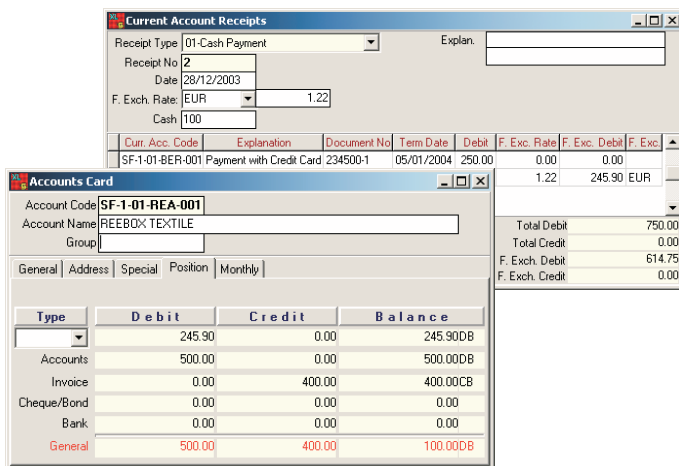 Current Account Receipts
Receipt Type 01-Cash Payment Explan.
Receipt No 2
Date 28/12/2003
F. Exch. Rate: EUR 1.22
Cash 100
Curr. Acc. Code Explanation Document No Term Date Debit F. Exc. Rate F. Exc. Debit F. Exc.
SF-1-01-BER-001 Payment with Credit Card 234500-1 05/01/2004 250.00 0.00 0.00
1.22 245.90 EUR
Total Debit 750.00
Total Credit 0.00
F. Exch. Debit 614.75
F. Exch. Credit 0.00
Accounts Card
Account Code SF-1-01-REA-001
Account Name REEBOX TEXTILE
Group
General Address Special Position Monthly
Type Debit Credit Balance
245.90 0.00 245.90DB
Accounts 500.00 0.00 500.00DB
Invoice 0.00 400.00 400.00CB
Cheque/Bond 0.00 0.00 0.00
Bank 0.00 0.00 0.00
General 500.00 400.00 100.00DB